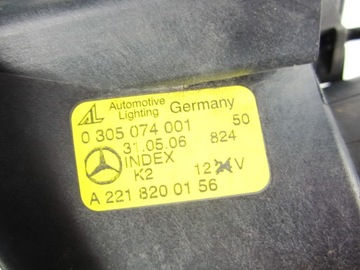 AL Automotive Lighting Germany
0 305 074 001 50
31.05.06 824
INDEX
K2 12 V
A 221 820 01 56